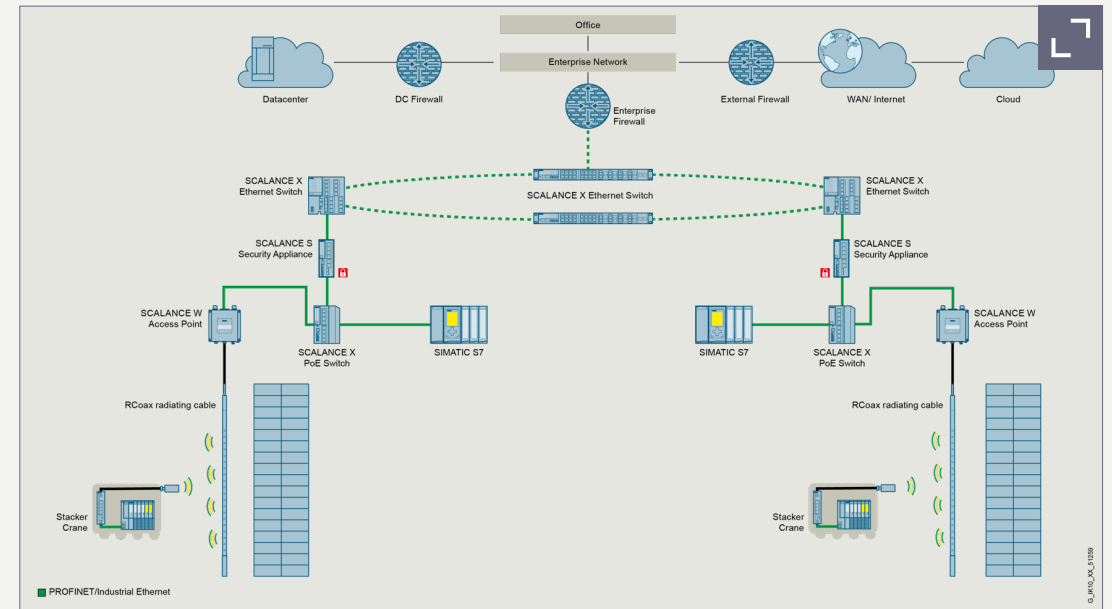 Office
Enterprise Network
Datacenter
DC Firewall
Enterprise
Firewall
External Firewall
WAN/ Internet
Cloud
SCALANCE X
Ethernet Switch
SCALANCE X Ethernet Switch
SCALANCE X
Ethernet Switch
SCALANCE S
Security Appliance
SCALANCE S
Security Appliance
SCALANCE W
Access Point
SCALANCE X
PoE Switch
SIMATIC S7
SIMATIC S7
SCALANCE X
PoE Switch
SCALANCE W
Access Point
RCoax radiating cable
RCoax radiating cable
Stacker
Crane
Stacker
Crane
PROFINET/Industrial Ethernet
G_IK10_XX_51259